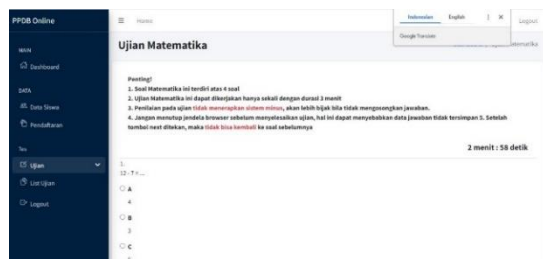 PPDB Online
Home
Indonesian English
Google Translate
Logout
MAIN
Dashboard
DATA
Data Siswa
Pendaftaran
Tes
Ujian
List Ujian
Logout
Ujian Matematika
Penting!
1. Soal Matematika ini terdiri atas 4 soal
2. Ujian Matematika ini dapat dikerjakan hanya sekali dengan durasi 3 menit
3. Penilaian pada ujian tidak menerapkan sistem minus, akan lebih bijak bila tidak mengosongkan jawaban.
4. Jangan menutup jendela browser sebelum menyelesaikan ujian, hal ini dapat menyebabkan data jawaban tidak tersimpan 5. Setelah
tombol next ditekan, maka tidak bisa kembali ke soal sebelumnya
2 menit : 58 detik
1.
12 - 7 = ...
A
4
B
3
C